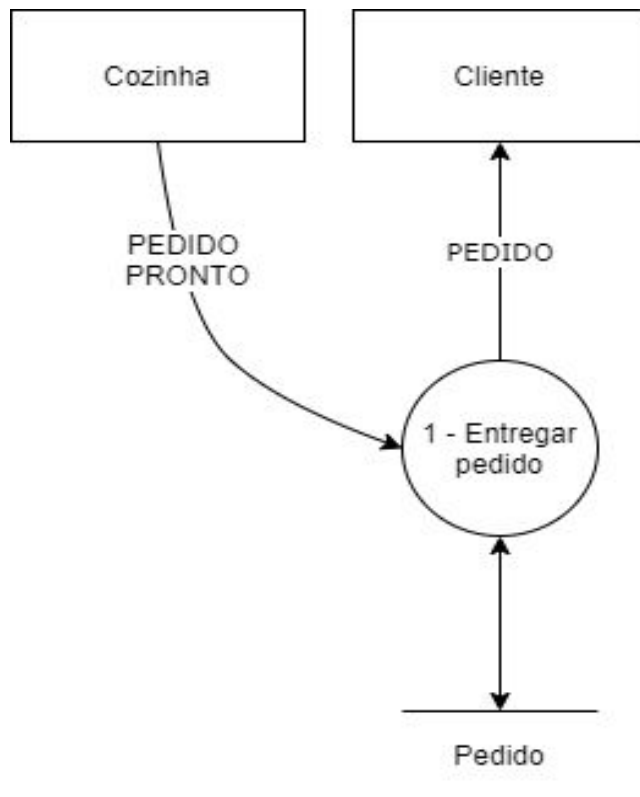 Cozinha
Cliente
PEDIDO
PRONTO
PEDIDO
1 - Entregar
pedido
Pedido